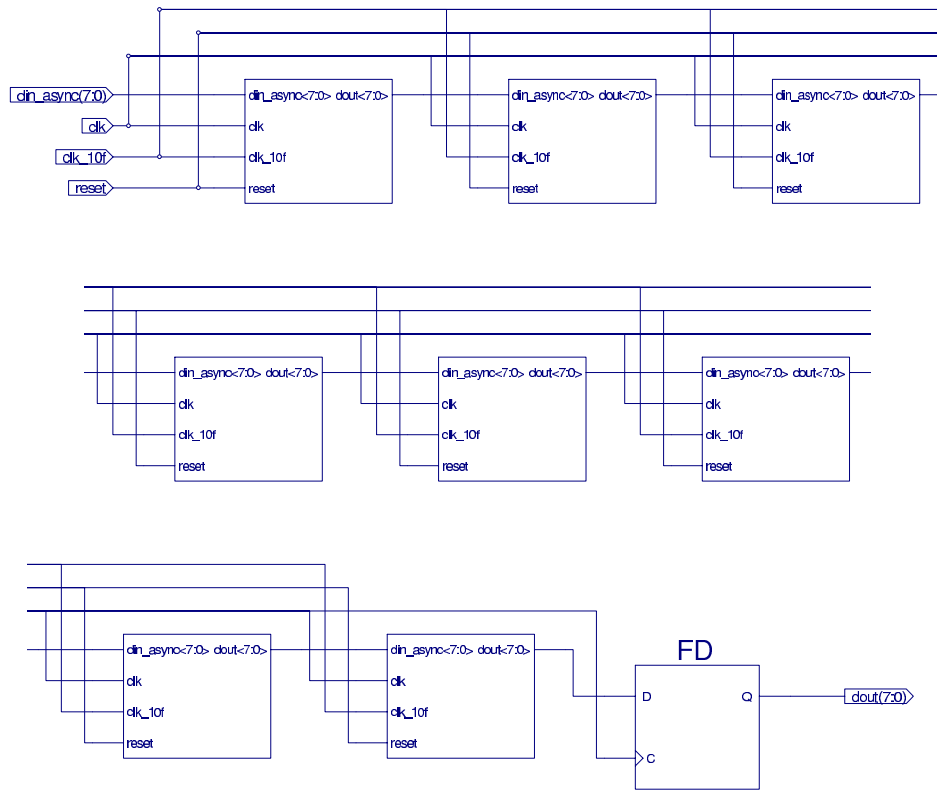 din_async(7:0)
clk
clk_10f
reset
din_async<7:0> dout<7:0>
clk
clk_10f
reset
din_async<7:0> dout<7:0>
clk
clk_10f
reset
din_async<7:0> dout<7:0>
clk
clk_10f
reset
din_async<7:0> dout<7:0>
clk
clk_10f
reset
din_async<7:0> dout<7:0>
clk
clk_10f
reset
din_async<7:0> dout<7:0>
clk
clk_10f
reset
din_async<7:0> dout<7:0>
clk
clk_10f
reset
din_async<7:0> dout<7:0>
clk
clk_10f
reset
FD
D Q
C
dout(7:0)